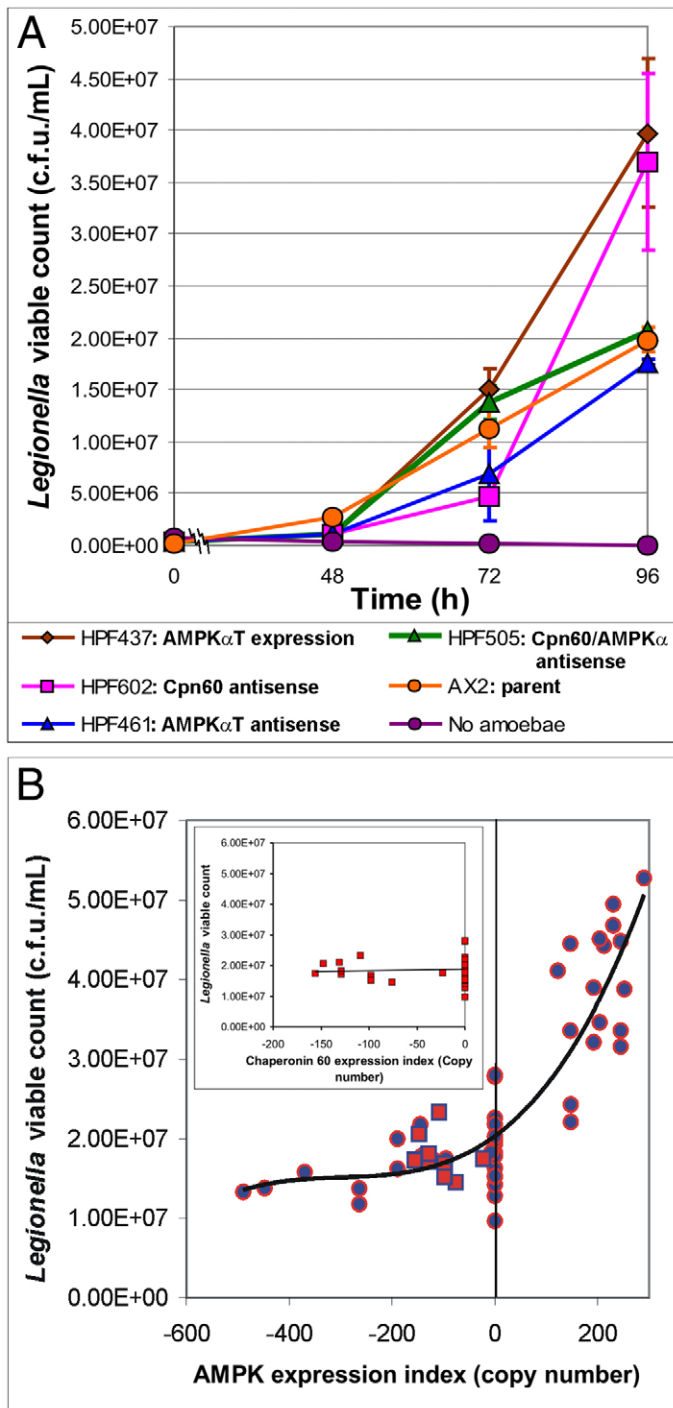 A
Legionella viable count (c.f.u./mL)
5.00E+07
4.50E+07
4.00E+07
3.50E+07
3.00E+07
2.50E+07
2.00E+07
1.50E+07
1.00E+07
5.00E+06
0.00E+00
0
48
72
96
Time (h)
HPF437: AMPKαT expression
HPF505: Cpn60/AMPKα antisense
HPF602: Cpn60 antisense
AX2: parent
HPF461: AMPKαT antisense
No amoebae
B
Legionella viable count (c.f.u./mL)
6.00E+07
5.00E+07
4.00E+07
3.00E+07
2.00E+07
1.00E+07
0.00E+00
-600
-400
-200
0
200
AMPK expression index (copy number)
Legionella viable count
6.00E+07
5.00E+07
4.00E+07
3.00E+07
2.00E+07
1.00E+07
0.00E+00
-200
-150
-100
-50
0
Chaperonin 60 expression index (Copy
number)